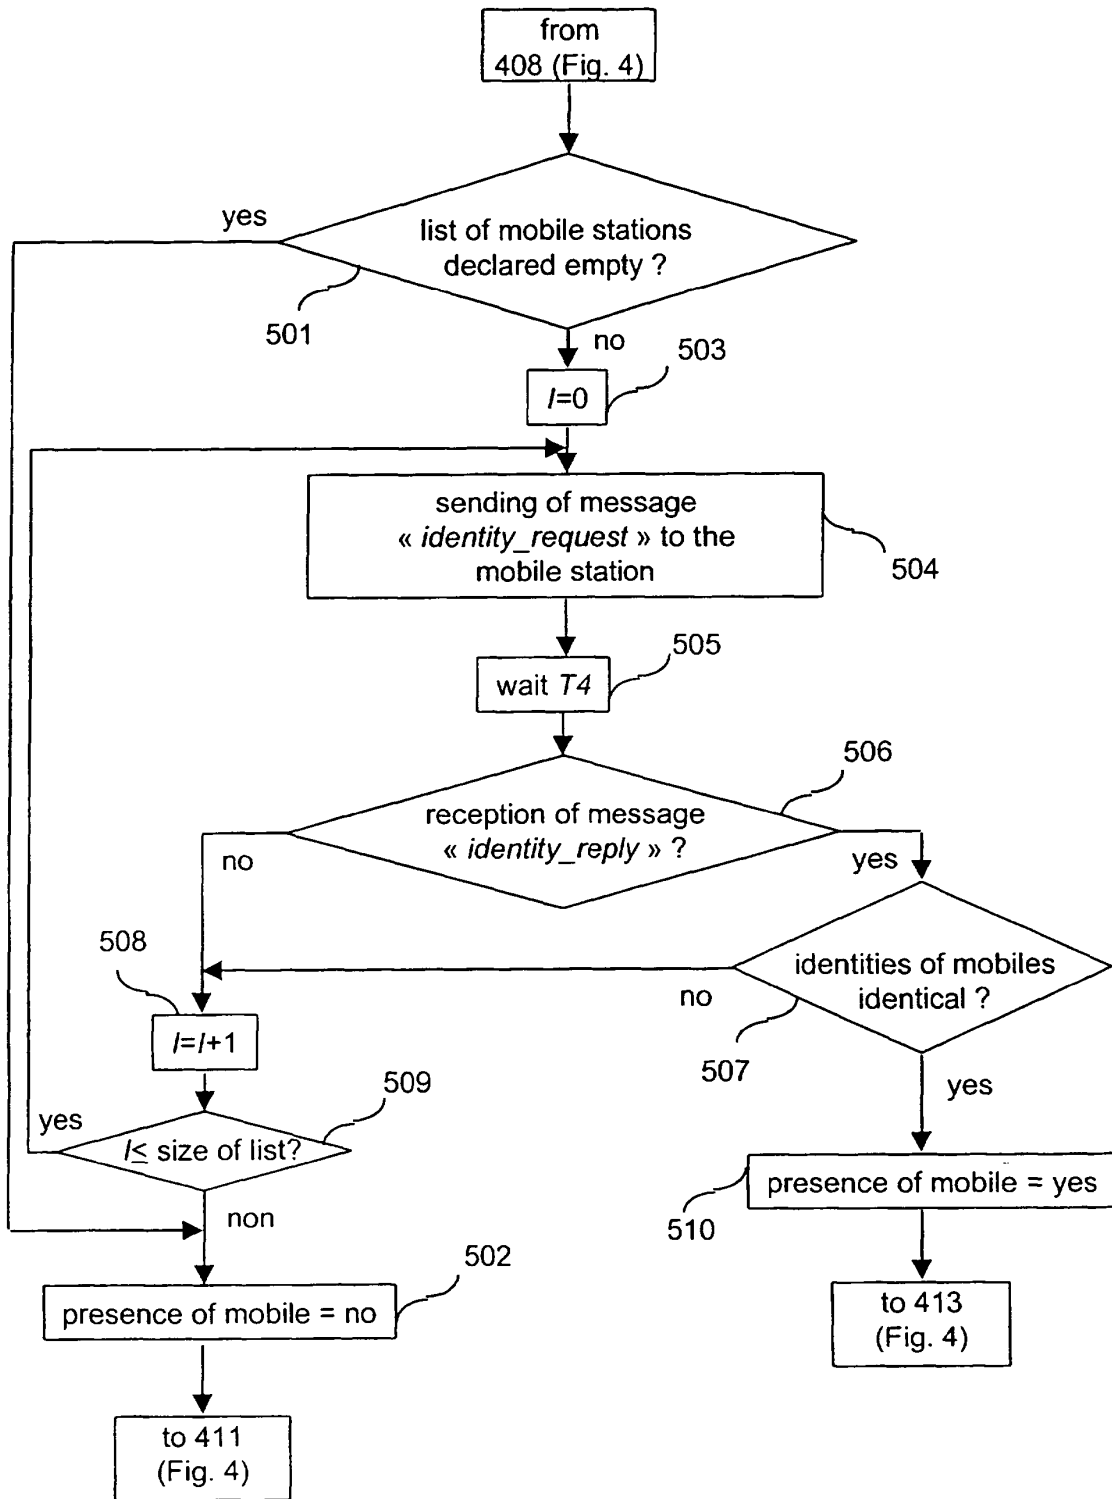 from
408 (Fig. 4)
yes
list of mobile stations
declared empty ?
501
no
503
I=0
sending of message
« identity_request » to the
mobile station
504
505
wait T4
506
reception of message
« identity_reply » ?
no
yes
508
identities of mobiles
identical ?
no
I=I+1
507
509
yes
yes
I≤ size of list?
presence of mobile = yes
non
510
502
presence of mobile = no
to 413
(Fig. 4)
to 411
(Fig. 4)